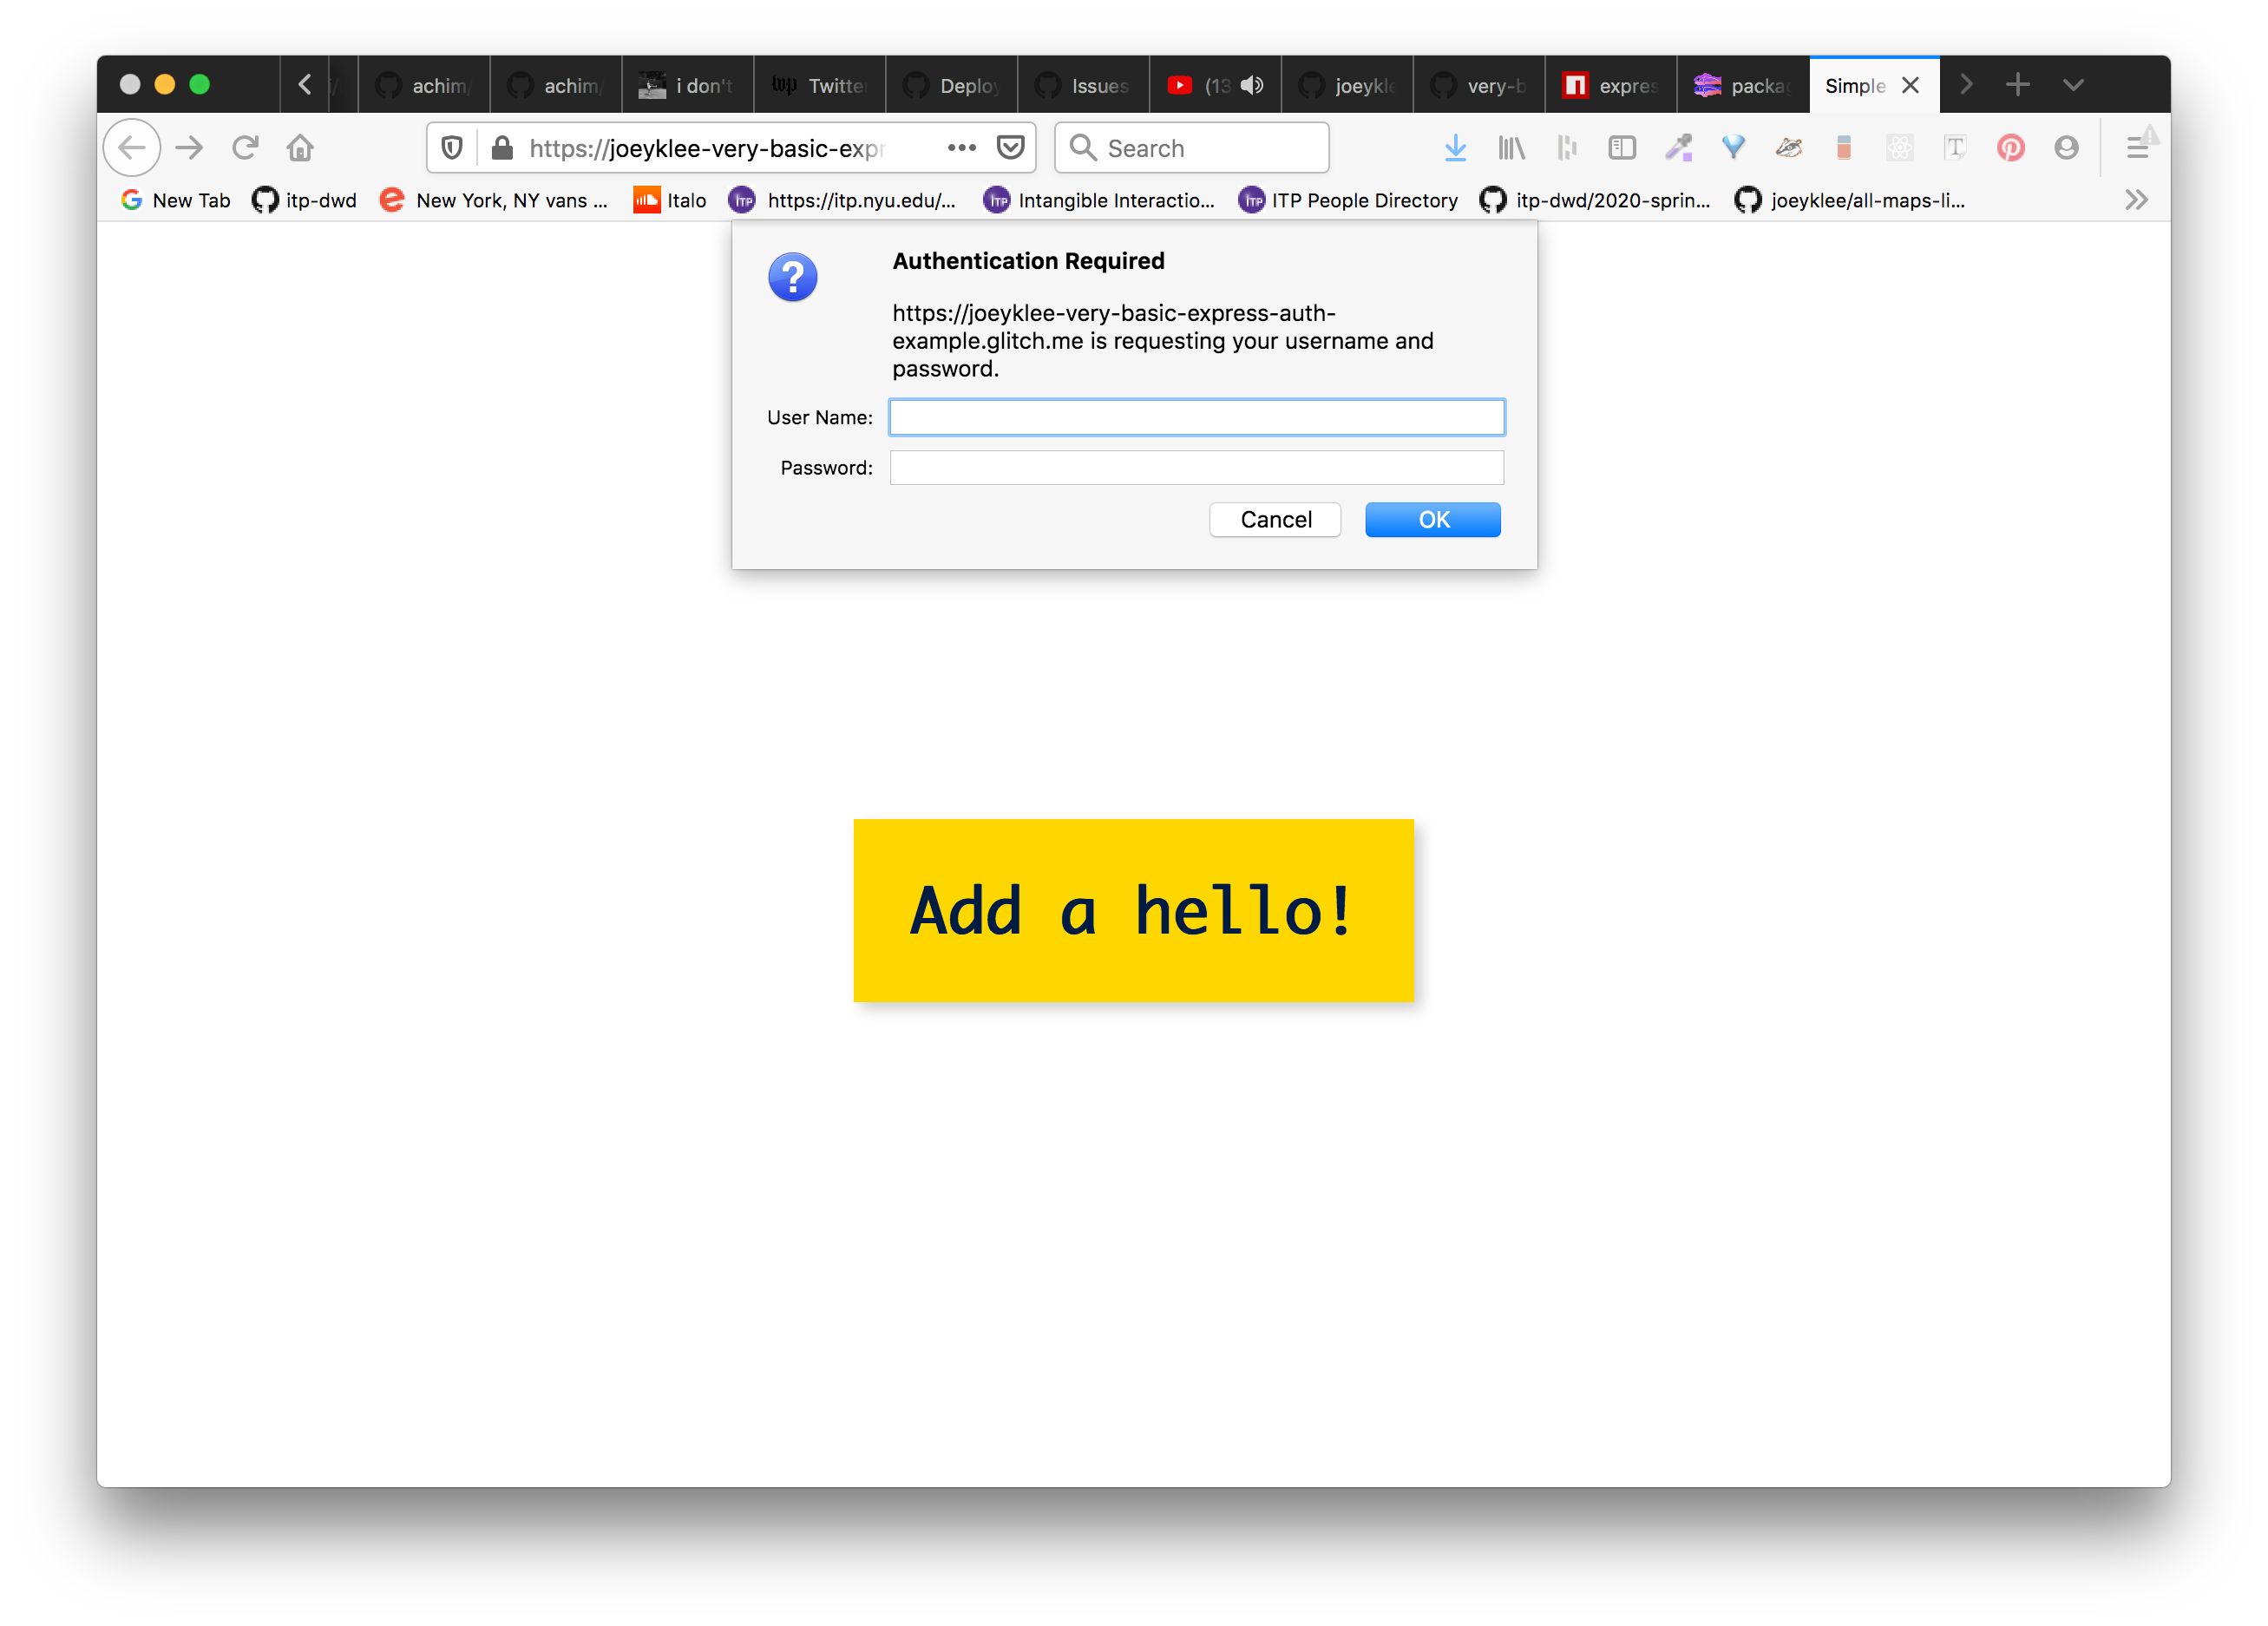 achim/
achim/
i don't
Twitter
Deploy
Issues
(13
joeykle
very-b
expres
packag
Simple
https://joeyklee-very-basic-expr
Search
New Tab
itp-dwd
New York, NY vans ...
Italo
https://itp.nyu.edu/...
Intangible Interactio...
ITP People Directory
itp-dwd/2020-sprin...
joeyklee/all-maps-li...
Authentication Required
https://joeyklee-very-basic-express-auth-
example.glitch.me is requesting your username and
password.
User Name:
Password:
Cancel
OK
Add a hello!